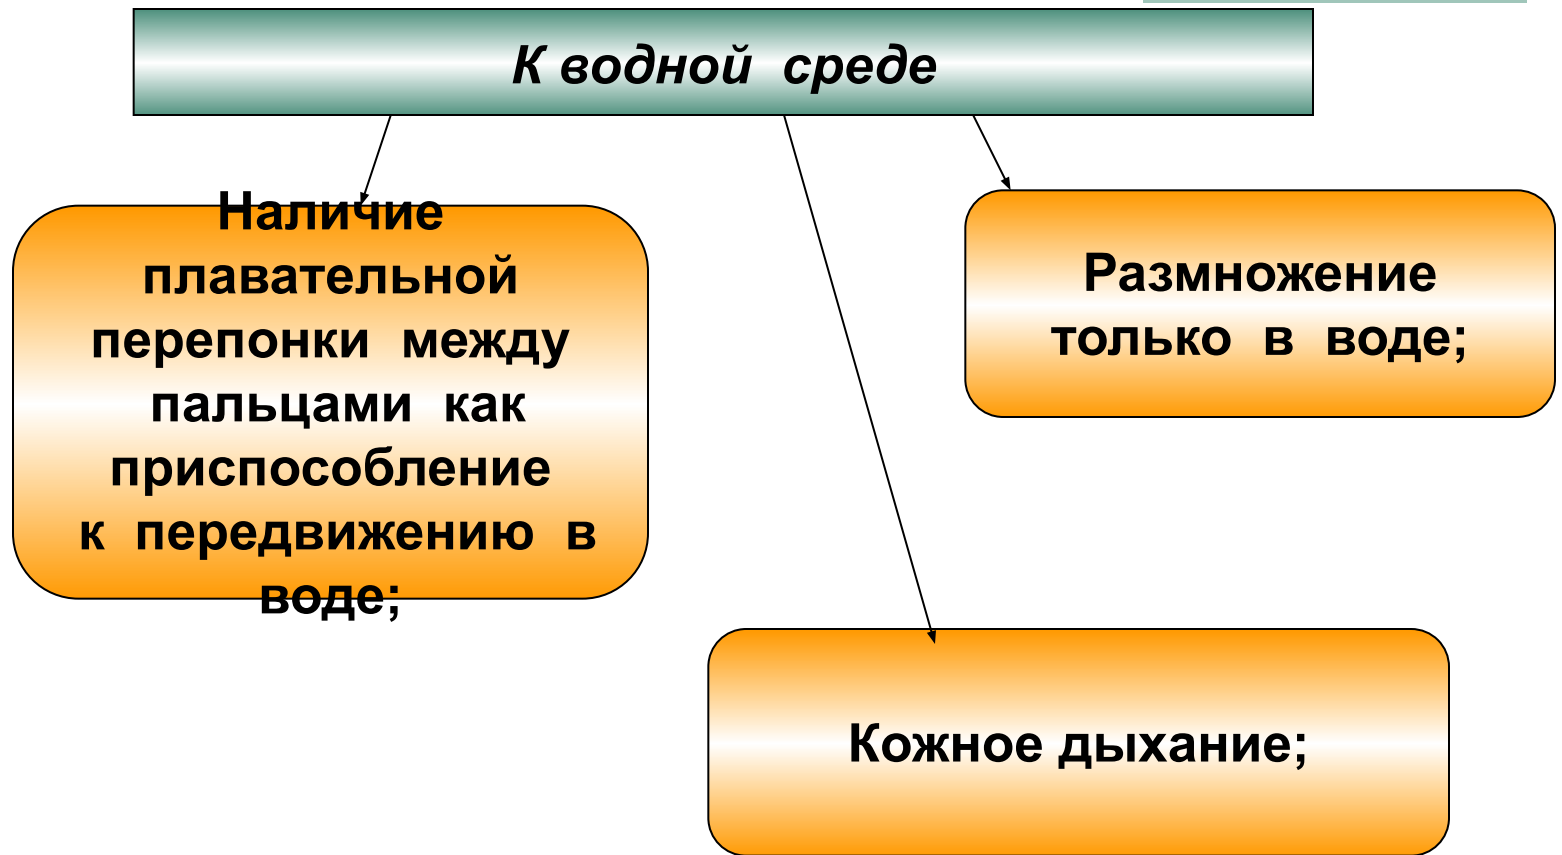 К водной среде
Наличие
плавательной
перепонки между
пальцами как
приспособление
к передвижению в
воде;
Размножение
только в воде;
Кожное дыхание;